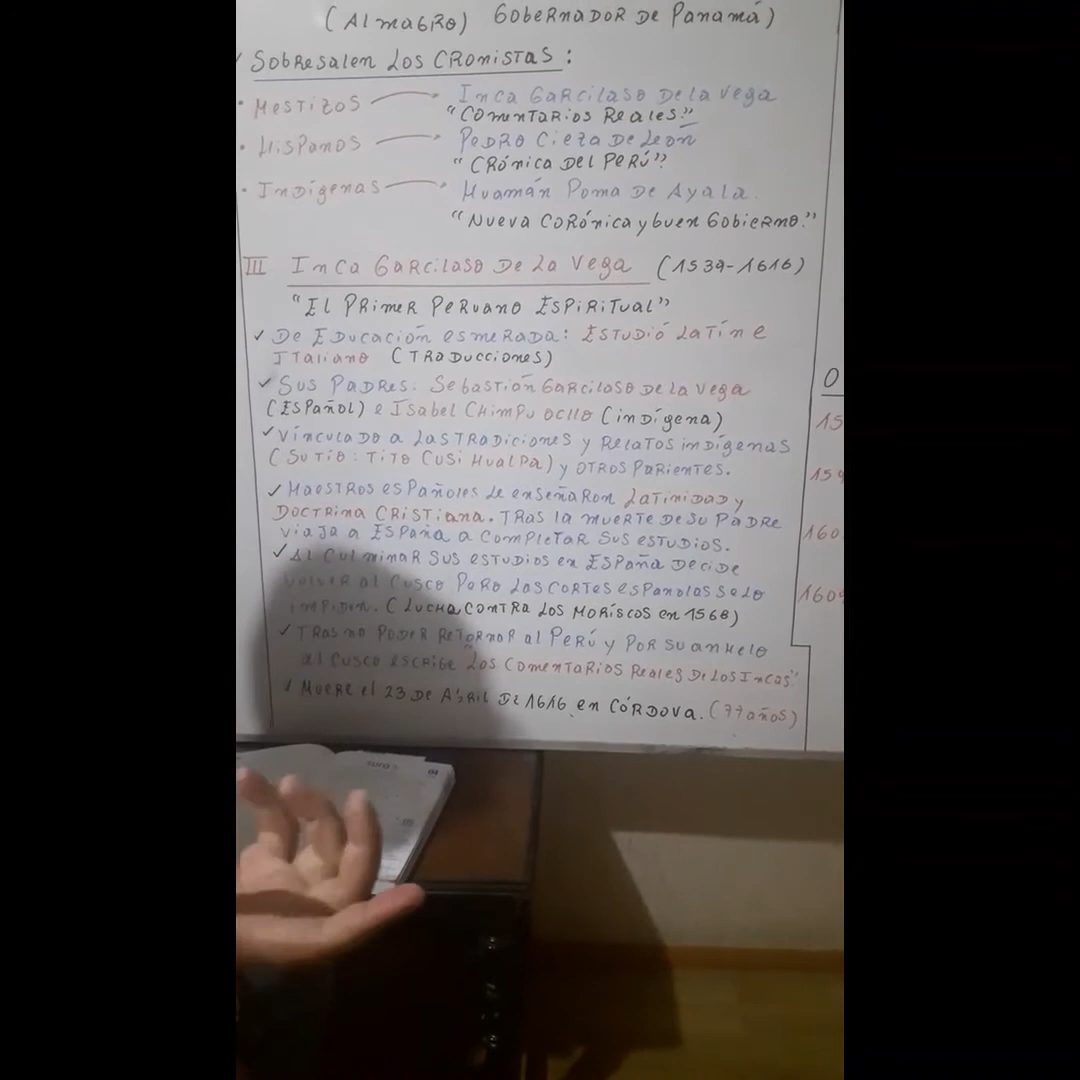 (Almagro) Gobernador de Panamá)
Sobresalen los cronistas:
• Mestizos Inca Garcilaso de la Vega
"Comentarios Reales."
• Hispanos Pedro Cieza de León
"Crónica del Perú".
• Indígenas Huamán Poma de Ayala.
"Nueva Corónica y buen Gobierno."
III Inca Garcilaso de la Vega (1539-1616)
"El Primer Peruano Espiritual"
✓ De Educación esmerada: Estudió Latín e
Italiano (Traducciones)
✓ Sus Padres: Sebastián Garcilaso de la Vega
(Español) e Isabel Chimpu Ocllo (indígena)
✓ Vinculado a las tradiciones y relatos indígenas
(Su tío: Tito Cusi Hualpa) y otros parientes.
✓ Maestros españoles le enseñaron latinidad y
Doctrina Cristiana. Tras la muerte de su padre
viaja a España a completar sus estudios.
✓ Al culminar sus estudios en España decide
volver al Cusco pero las cortes españolas se lo
impiden. (Lucha contra los moríscos en 1568)
✓ Tras no poder retornar al Perú y por su anhelo
al Cusco escribe los Comentarios Reales de los Incas"
✓ Muere el 23 de Abril de 1616 en Córdova. (77 años)
O
15
159
160
1609